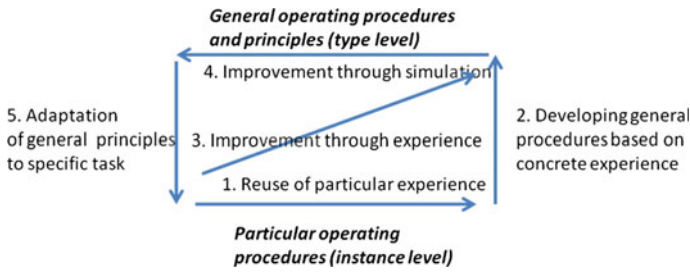 General operating procedures
and principles (type level)
4. Improvement through simulation
5. Adaptation
of general principles
to specific task
3. Improvement through experience
2. Developing general
procedures based on
concrete experience
1. Reuse of particular experience
Particular operating
procedures (instance level)